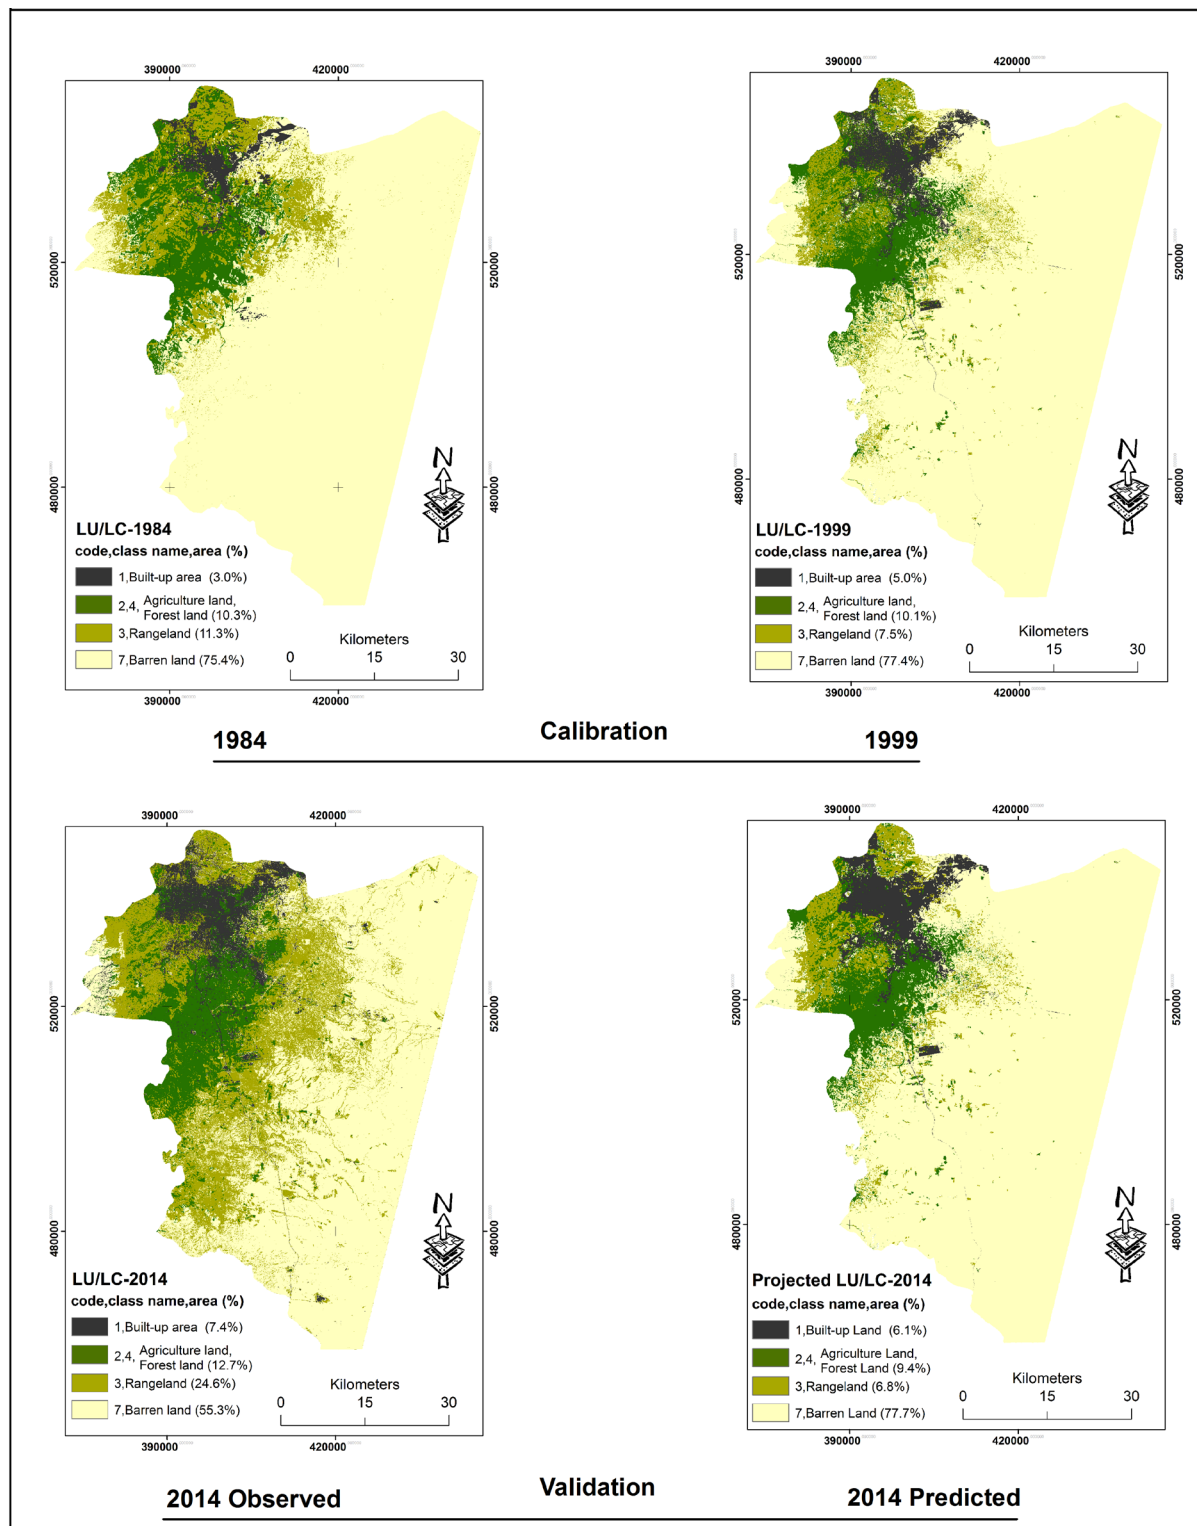 390000 420000
520000 520000
480000 480000
N
LU/LC-1984
code,class name,area (%)
1,Built-up area (3.0%)
2,4, Agriculture land,
Forest land (10.3%)
3,Rangeland (11.3%)
7,Barren land (75.4%)
Kilometers
0 15 30
390000 420000
390000 420000
520000 520000
480000 480000
N
LU/LC-1999
code,class name,area (%)
1,Built-up area (5.0%)
2,4, Agriculture land,
Forest land (10.1%)
3,Rangeland (7.5%)
7,Barren land (77.4%)
Kilometers
0 15 30
390000 420000
1984 Calibration 1999
390000 420000
520000 520000
480000 480000
N
LU/LC-2014
code,class name,area (%)
1,Built-up area (7.4%)
2,4, Agriculture land,
Forest land (12.7%)
3,Rangeland (24.6%)
7,Barren land (55.3%)
Kilometers
0 15 30
390000 420000
390000 420000
520000 520000
480000 480000
N
Projected LU/LC-2014
code,class name,area (%)
1,Built-up Land (6.1%)
2,4, Agriculture Land,
Forest Land (9.4%)
3,Rangeland (6.8%)
7,Barren Land (77.7%)
Kilometers
0 15 30
390000 420000
2014 Observed Validation 2014 Predicted